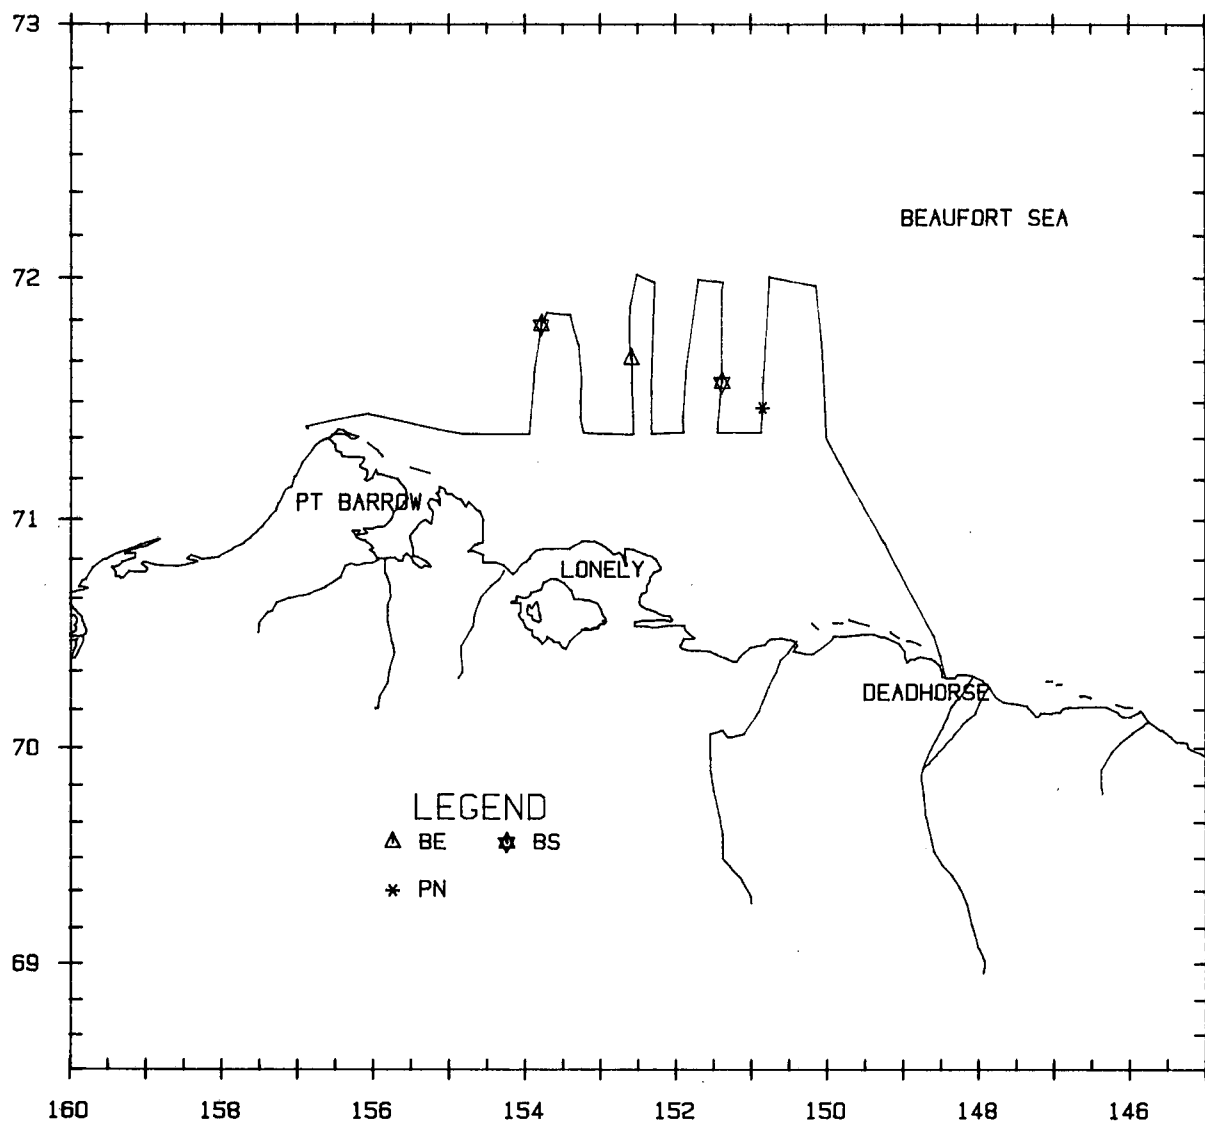 73
BEAUFORT SEA
72
PT BARROW
71
LONELY
DEADHORSE
70
LEGEND
BE BS
PN
69
160 158 156 154 152 150 148 146